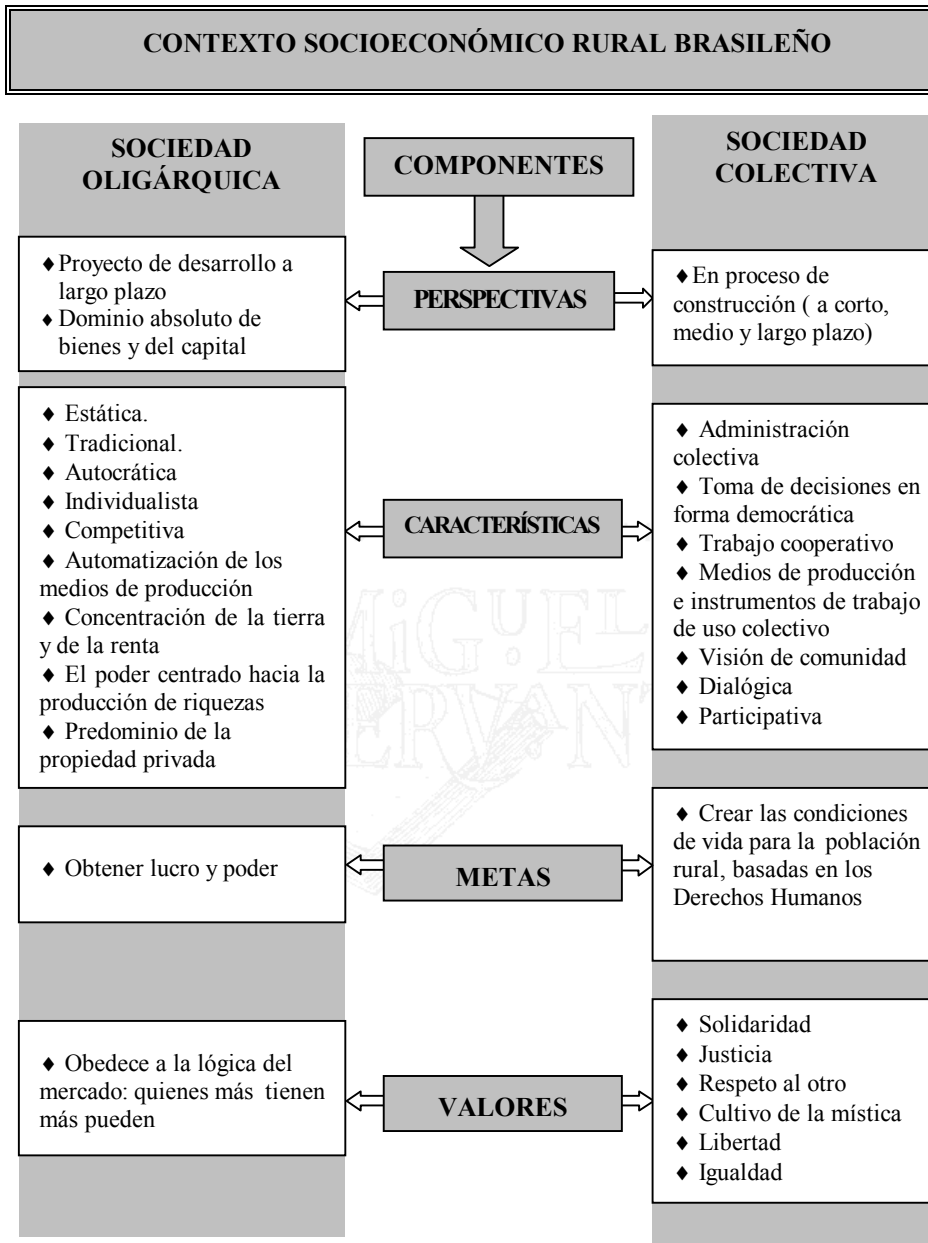 CONTEXTO SOCIOECONÓMICO RURAL BRASILEÑO
SOCIEDAD
OLIGÁRQUICA
COMPONENTES
SOCIEDAD
COLECTIVA
♦ Proyecto de desarrollo a
largo plazo
♦ Dominio absoluto de
bienes y del capital
PERSPECTIVAS
♦ En proceso de
construcción ( a corto,
medio y largo plazo)
♦ Estática.
♦ Tradicional.
♦ Autocrática
♦ Individualista
♦ Competitiva
♦ Automatización de los
medios de producción
♦ Concentración de la tierra
y de la renta
♦ El poder centrado hacia la
producción de riquezas
♦ Predominio de la
propiedad privada
CARACTERÍSTICAS
♦ Administración
colectiva
♦ Toma de decisiones en
forma democrática
♦ Trabajo cooperativo
♦ Medios de producción
e instrumentos de trabajo
de uso colectivo
♦ Visión de comunidad
♦ Dialógica
♦ Participativa
MiGUEL
ERVAN
♦ Obtener lucro y poder
METAS
♦ Crear las condiciones
de vida para la población
rural, basadas en los
Derechos Humanos
♦ Obedece a la lógica del
mercado: quienes más tienen
más pueden
VALORES
♦ Solidaridad
♦ Justicia
♦ Respeto al otro
♦ Cultivo de la mística
♦ Libertad
♦ Igualdad